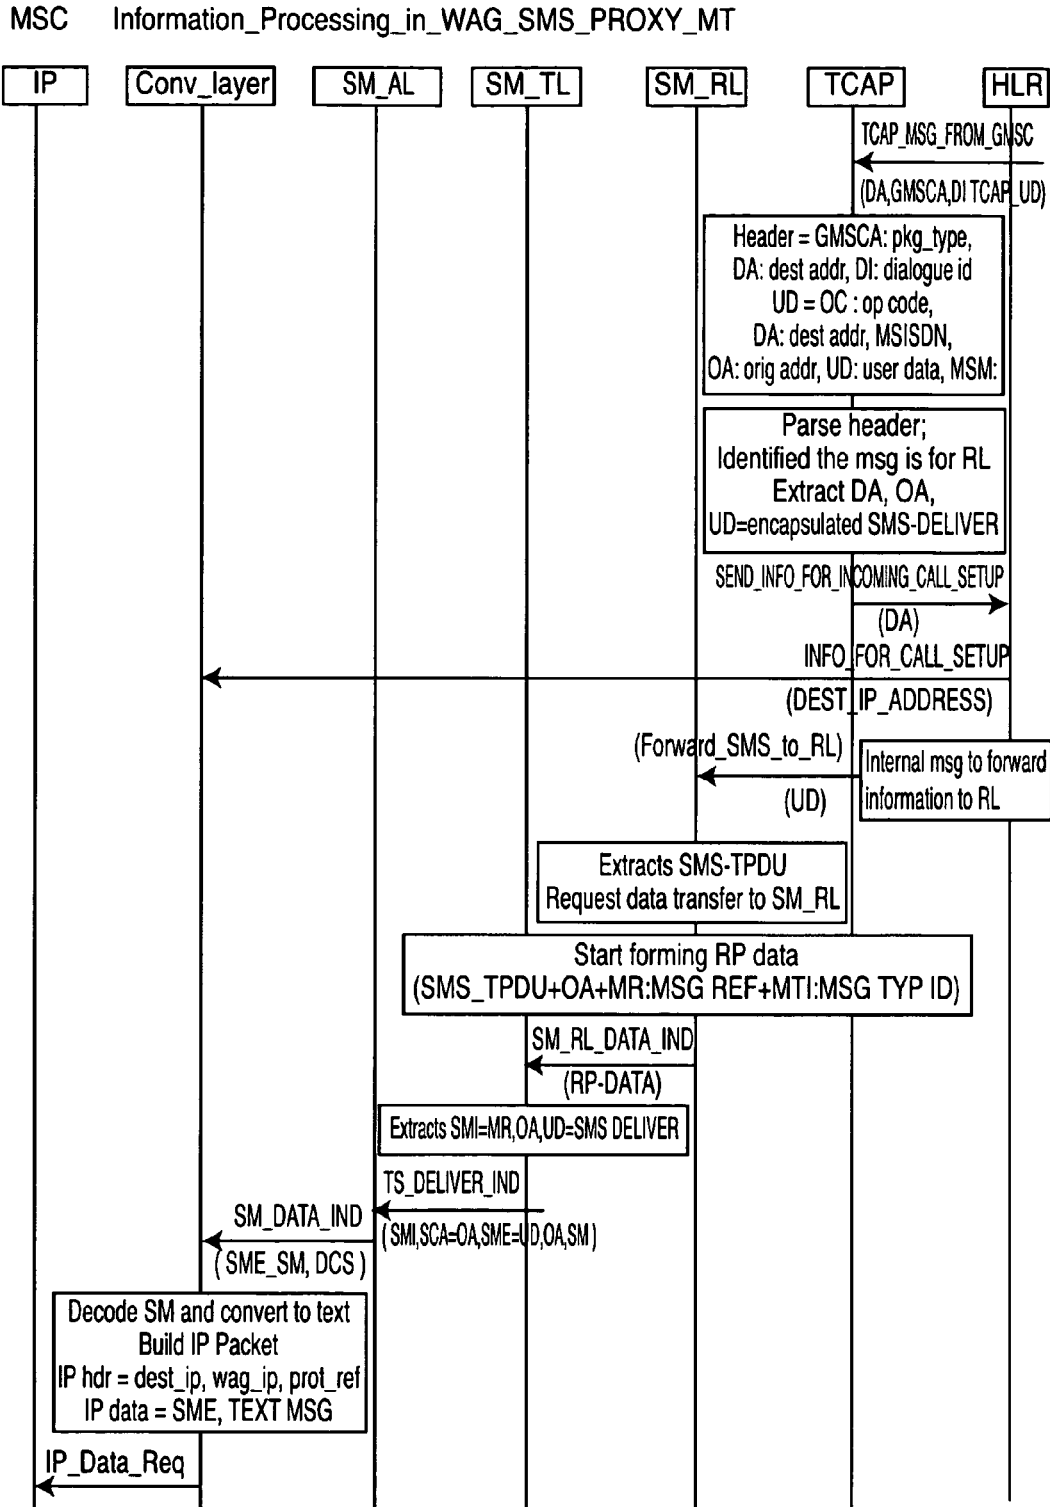 MSC Information_Processing_in_WAG_SMS_PROXY_MT
IP Conv_layer SM_AL SM_TL SM_RL TCAP HLR
TCAP_MSG_FROM_GMSC
(DA,GMSCA,DI TCAP_UD)
Header = GMSCA: pkg_type,
DA: dest addr, DI: dialogue id
UD = OC : op code,
DA: dest addr, MSISDN,
OA: orig addr, UD: user data, MSM:
Parse header;
Identified the msg is for RL
Extract DA, OA,
UD=encapsulated SMS-DELIVER
SEND_INFO_FOR_INCOMING_CALL_SETUP
(DA)
INFO_FOR_CALL_SETUP
(DEST_IP_ADDRESS)
(Forward_SMS_to_RL)
Internal msg to forward
information to RL
(UD)
Extracts SMS-TPDU
Request data transfer to SM_RL
Start forming RP data
(SMS_TPDU+OA+MR:MSG REF+MTI:MSG TYP ID)
SM_RL_DATA_IND
(RP-DATA)
Extracts SMI=MR,OA,UD=SMS DELIVER
TS_DELIVER_IND
(SMI,SCA=OA,SME=UD,OA,SM)
SM_DATA_IND
(SME_SM, DCS)
Decode SM and convert to text
Build IP Packet
IP hdr = dest_ip, wag_ip, prot_ref
IP data = SME, TEXT MSG
IP_Data_Req